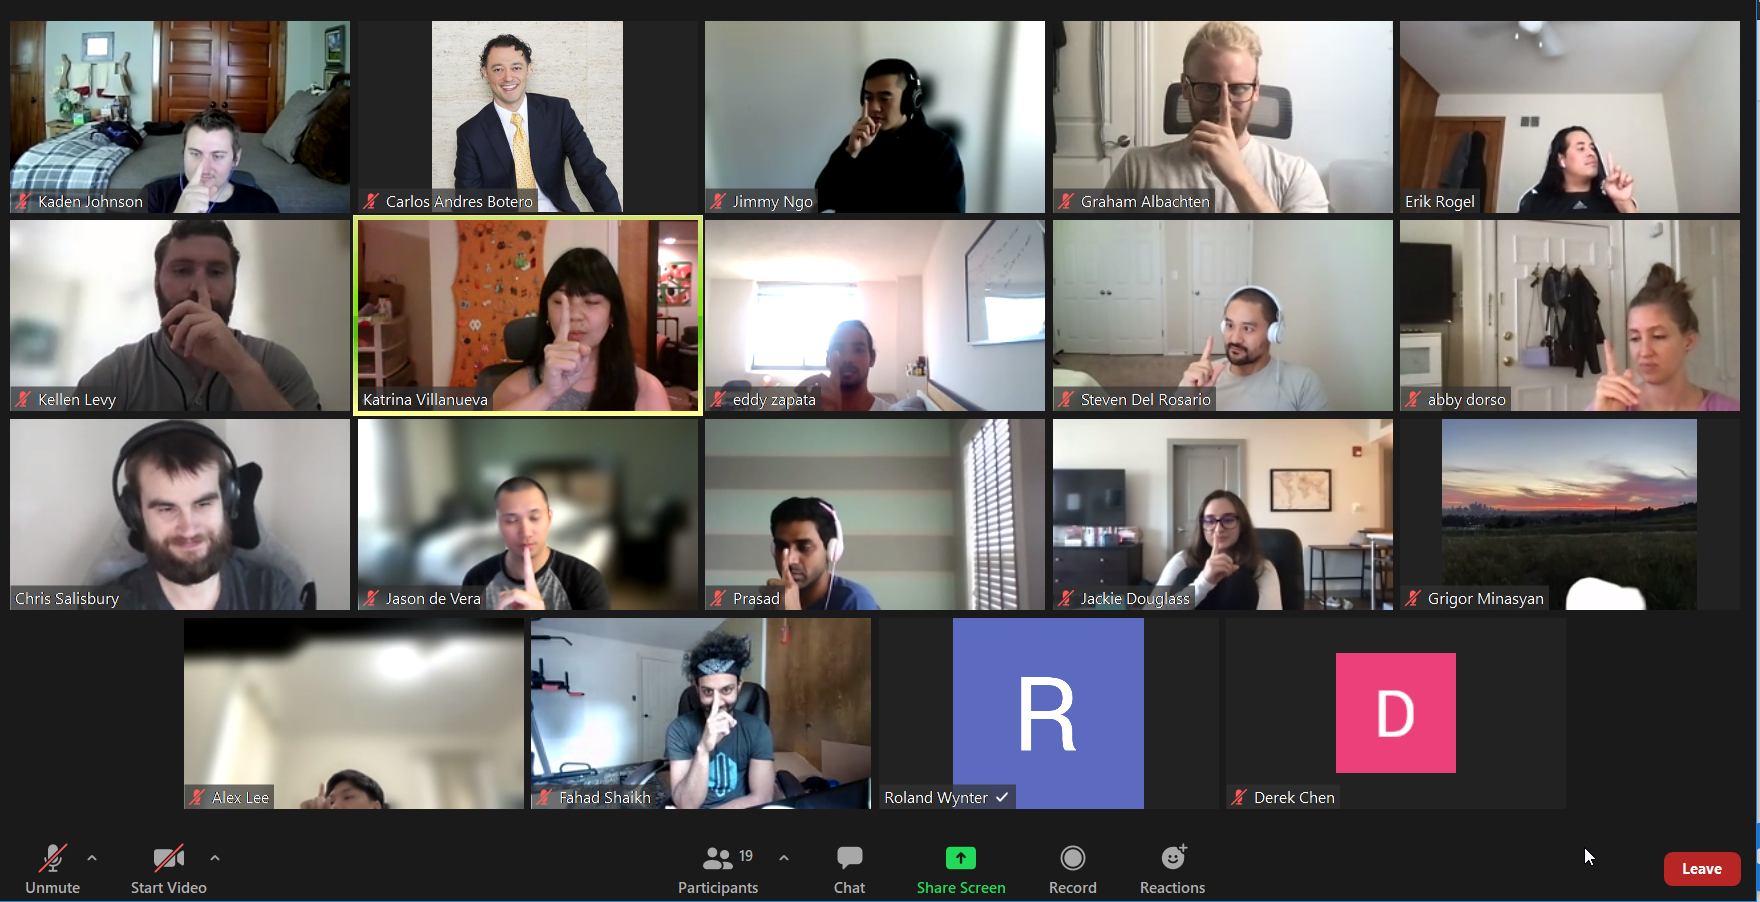 Kaden Johnson
Carlos Andres Botero
Jimmy Ngo
Graham Albachten
Erik Rogel
Kellen Levy
Katrina Villanueva
eddy zapata
Steven Del Rosario
abby dorso
Chris Salisbury
Jason de Vera
Prasad
Jackie Douglass
Grigor Minasyan
Alex Lee
Fahad Shaikh
R
Roland Wynter
D
Derek Chen
Unmute
Start Video
19
Participants
Chat
Share Screen
Record
Reactions
Leave